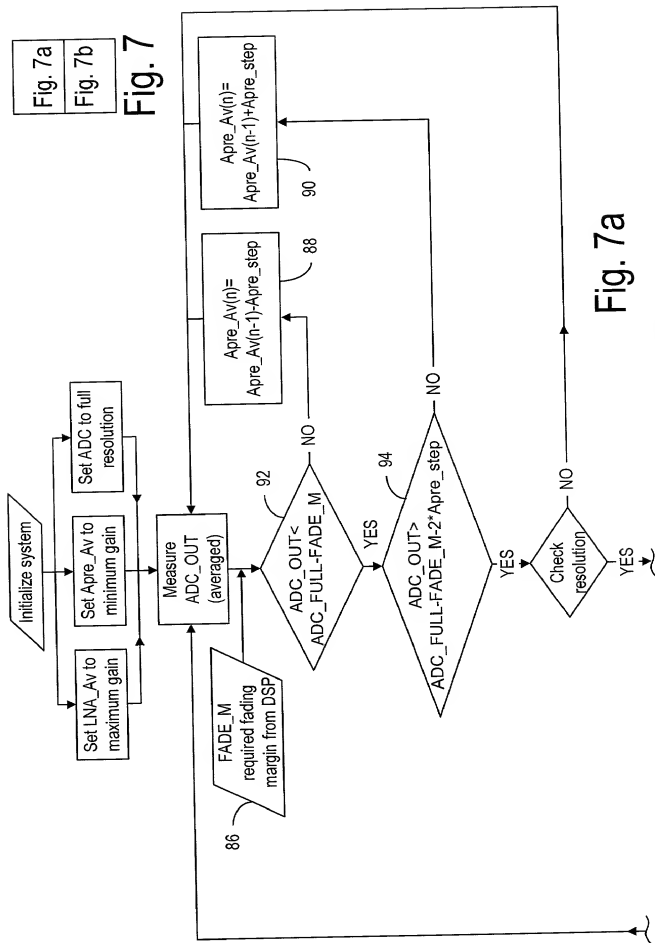 Fig. 7a
Fig. 7b
Fig. 7
Initialize system
Set LNA_Av to
maximum gain
Set Apre_Av to
minimum gain
Set ADC to full
resolution
Measure
ADC_OUT
(averaged)
FADE_M
required fading
margin from DSP
86
92
ADC_OUT<
ADC_FULL-FADE_M
NO
YES
Apre_Av(n)=
Apre_Av(n-1)-Apre_step
88
Apre_Av(n)=
Apre_Av(n-1)+Apre_step
90
94
ADC_OUT>
ADC_FULL-FADE_M-2*Apre_step
NO
YES
Check
resolution
NO
YES
Fig. 7a